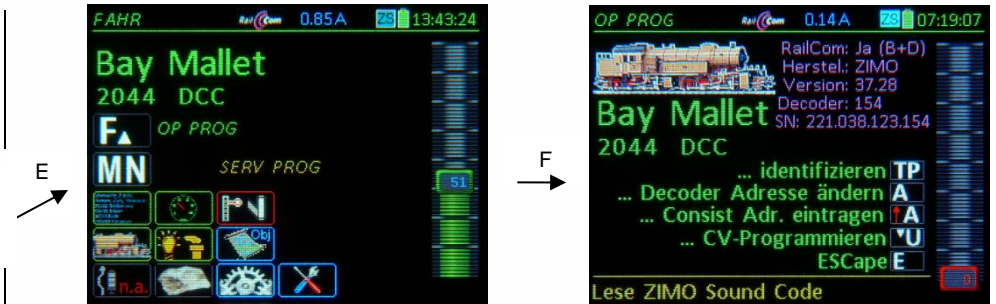 E
FAHR RailCom 0.85A ZS 13:43:24
Bay Mallet
2044 DCC
F OP PROG
MN SERV PROG
51
Obj
n.a.
F
OP PROG RailCom 0.14A ZS 07:19:07
RailCom: Ja (B+D)
Herstel.: ZIMO
Version: 37.28
Decoder: 154
SN: 221.038.123.154
Bay Mallet
2044 DCC
... identifizieren TP
... Decoder Adresse ändern A
... Consist Adr. eintragen ↑A
... CV-Programmieren U
ESCape E
0
Lese ZIMO Sound Code